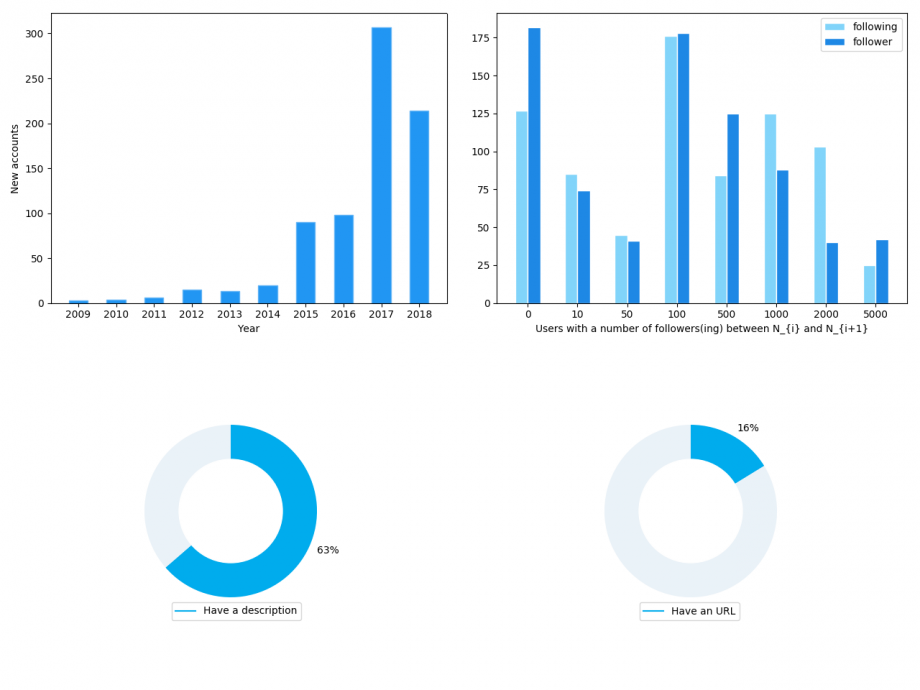 300
250
200
150
100
50
0
New accounts
2009 2010 2011 2012 2013 2014 2015 2016 2017 2018
Year
following
follower
175
150
125
100
75
50
25
0
0 10 50 100 500 1000 2000 5000
Users with a number of followers(ing) between N_{i} and N_{i+1}
63%
Have a description
16%
Have an URL